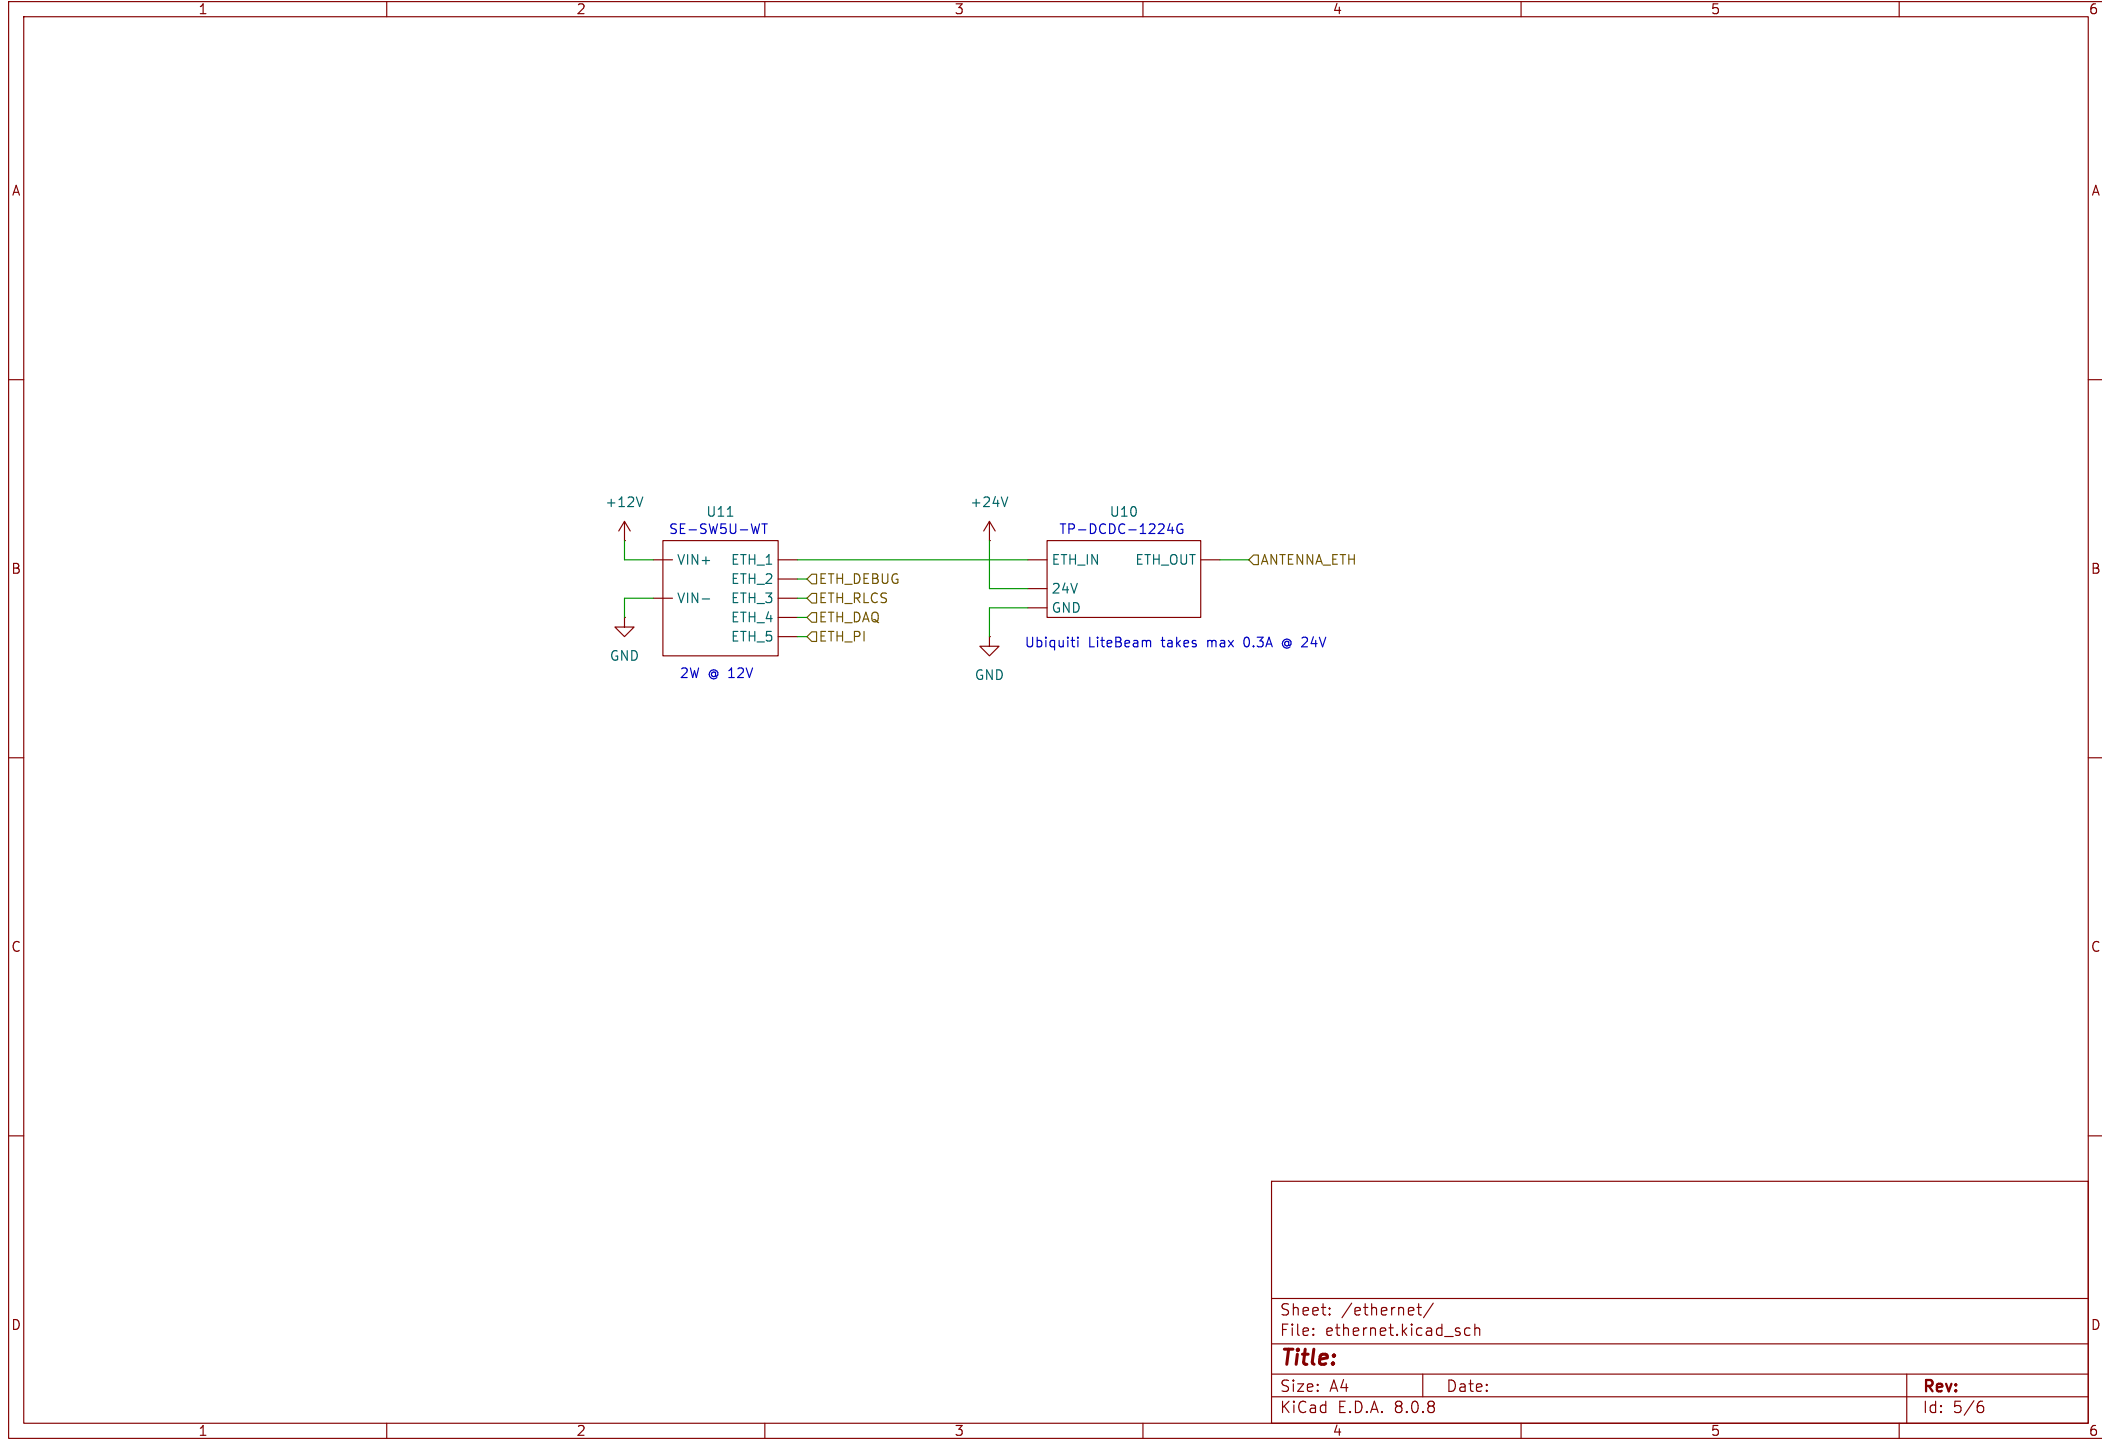 1 2 3 4 5 6
A A
+12V
U11
SE-SW5U-WT
+24V
U10
TP-DCDC-1224G
VIN+ ETH_1
ETH_IN ETH_OUT
ANTENNA_ETH
B B
ETH_2
ETH_DEBUG
24V
VIN- ETH_3
ETH_RLCS
GND
ETH_4
ETH_DAQ
ETH_5
ETH_PI
Ubiquiti LiteBeam takes max 0.3A @ 24V
GND
2W @ 12V
GND
C C
Sheet: /ethernet/
D D
File: ethernet.kicad_sch
Title:
Size: A4 Date: Rev:
KiCad E.D.A. 8.0.8 Id: 5/6
1 2 3 4 5 6